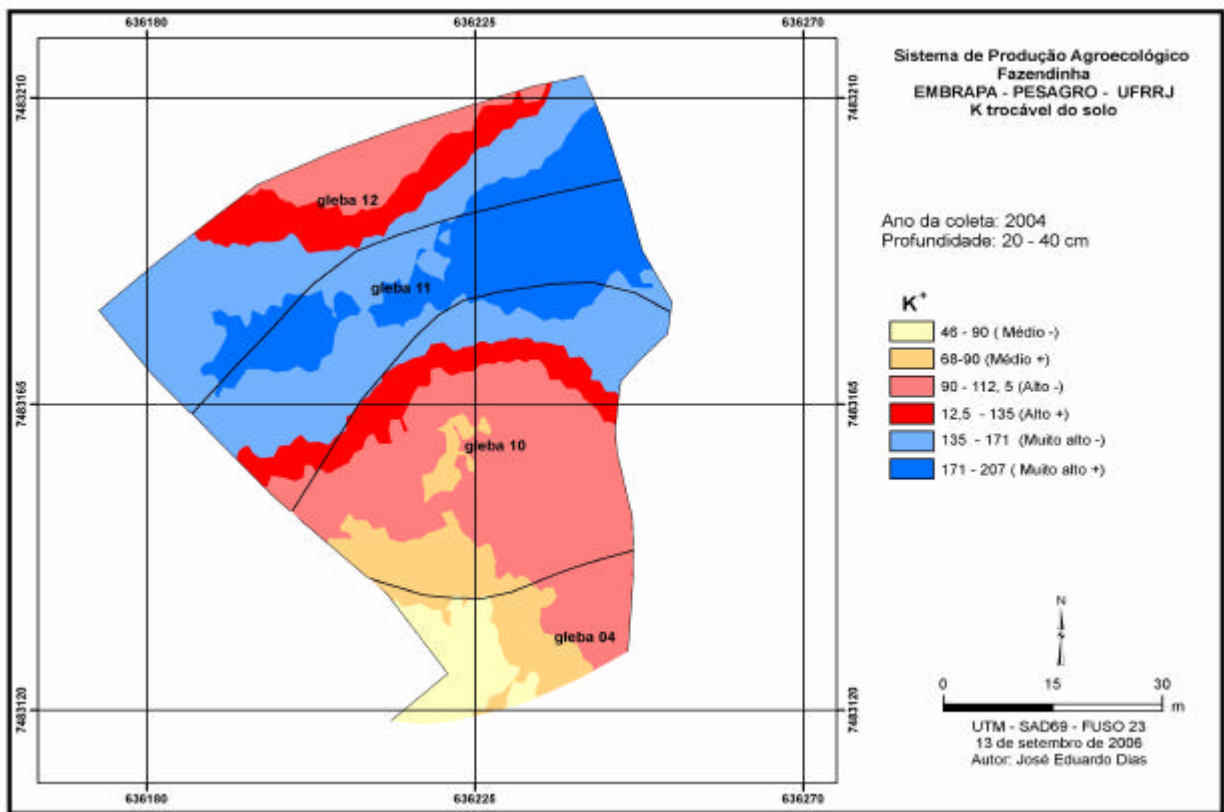 636180 636225 636270
7483210 7483210
7483165 7483165
7483120 7483120
636180 636225 636270
gleba 12
gleba 11
gleba 10
gleba 04
Sistema de Produção Agroecológico
Fazendinha
EMBRAPA - PESAGRO - UFRRJ
K trocável do solo
Ano da coleta: 2004
Profundidade: 20 - 40 cm
K+
46 - 90 ( Médio -)
68-90 (Médio +)
90 - 112, 5 (Alto -)
12,5 - 135 (Alto +)
135 - 171 (Muito alto -)
171 - 207 ( Muito alto +)
N
0 15 30
m
UTM - SAD69 - FUSO 23
13 de setembro de 2006
Autor: José Eduardo Dias